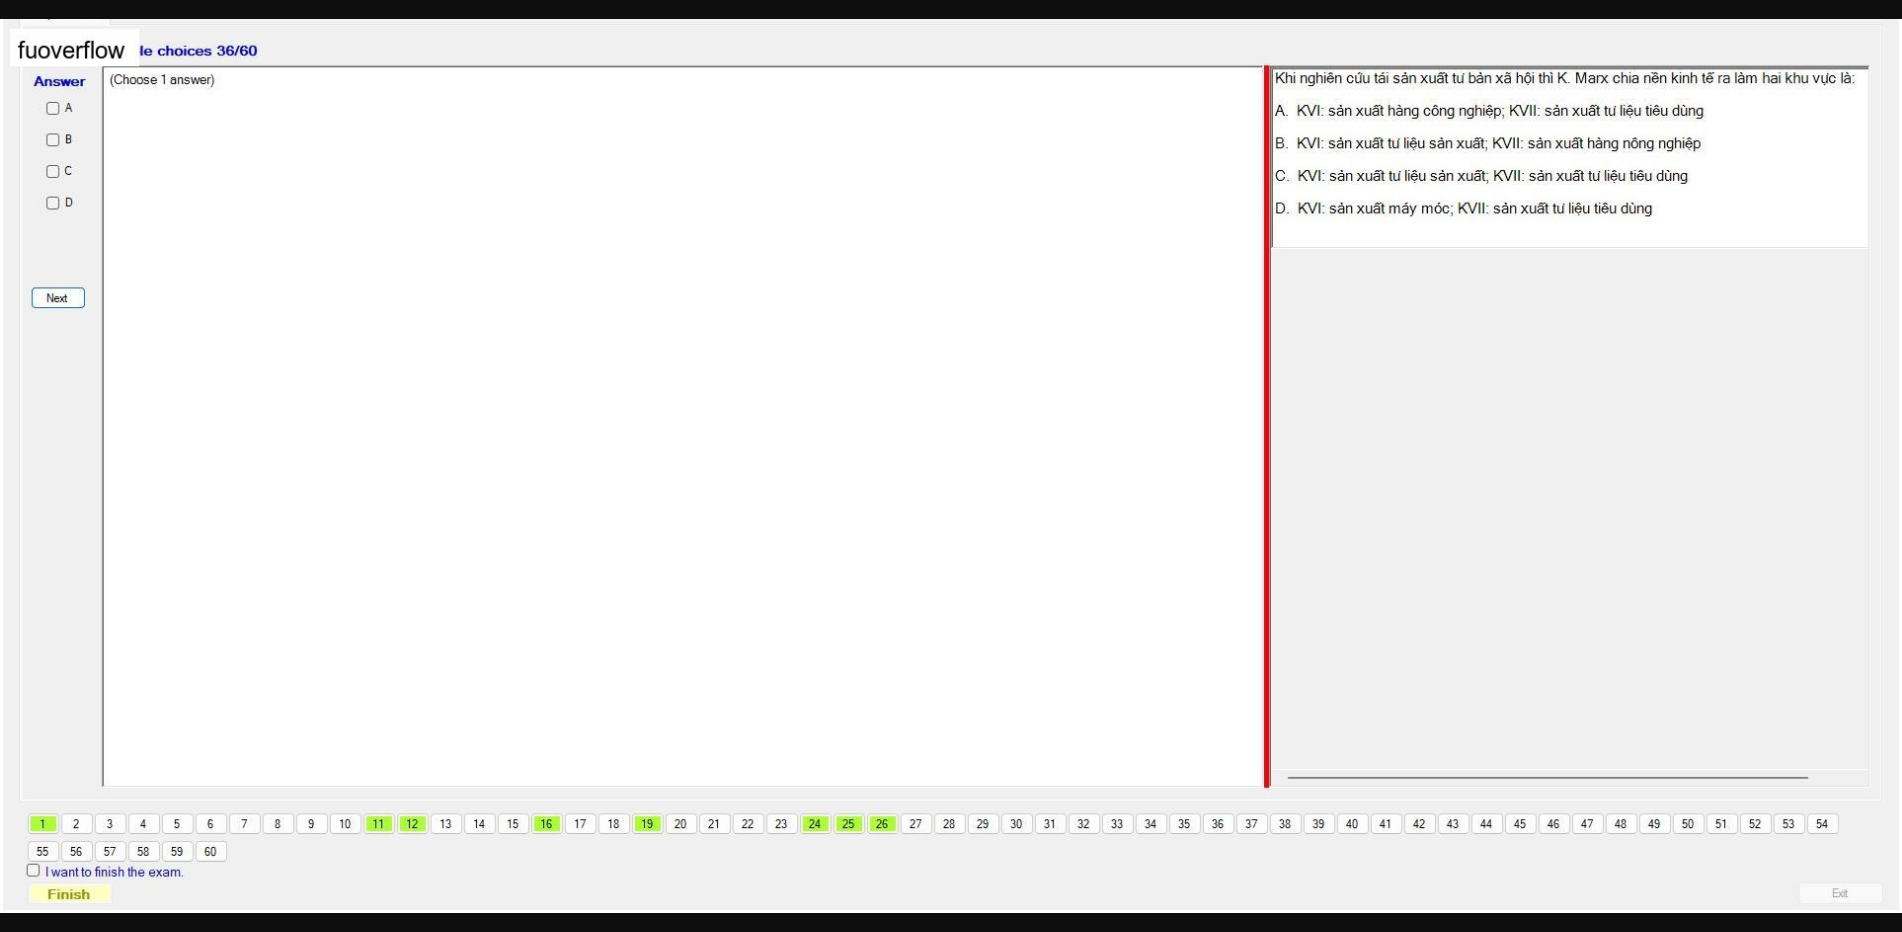 fuoverflow le choices 36/60
Answer
(Choose 1 answer)
A
B
C
D
Next
Khi nghiên cứu tái sản xuất tư bản xã hội thì K. Marx chia nền kinh tế ra làm hai khu vực là:
A. KVI: sản xuất hàng công nghiệp; KVII: sản xuất tư liệu tiêu dùng
B. KVI: sản xuất tư liệu sản xuất; KVII: sản xuất hàng nông nghiệp
C. KVI: sản xuất tư liệu sản xuất; KVII: sản xuất tư liệu tiêu dùng
D. KVI: sản xuất máy móc; KVII: sản xuất tư liệu tiêu dùng
1 2 3 4 5 6 7 8 9 10 11 12 13 14 15 16 17 18 19 20 21 22 23 24 25 26 27 28 29 30 31 32 33 34 35 36 37 38 39 40 41 42 43 44 45 46 47 48 49 50 51 52 53 54
55 56 57 58 59 60
I want to finish the exam.
Finish
Exit